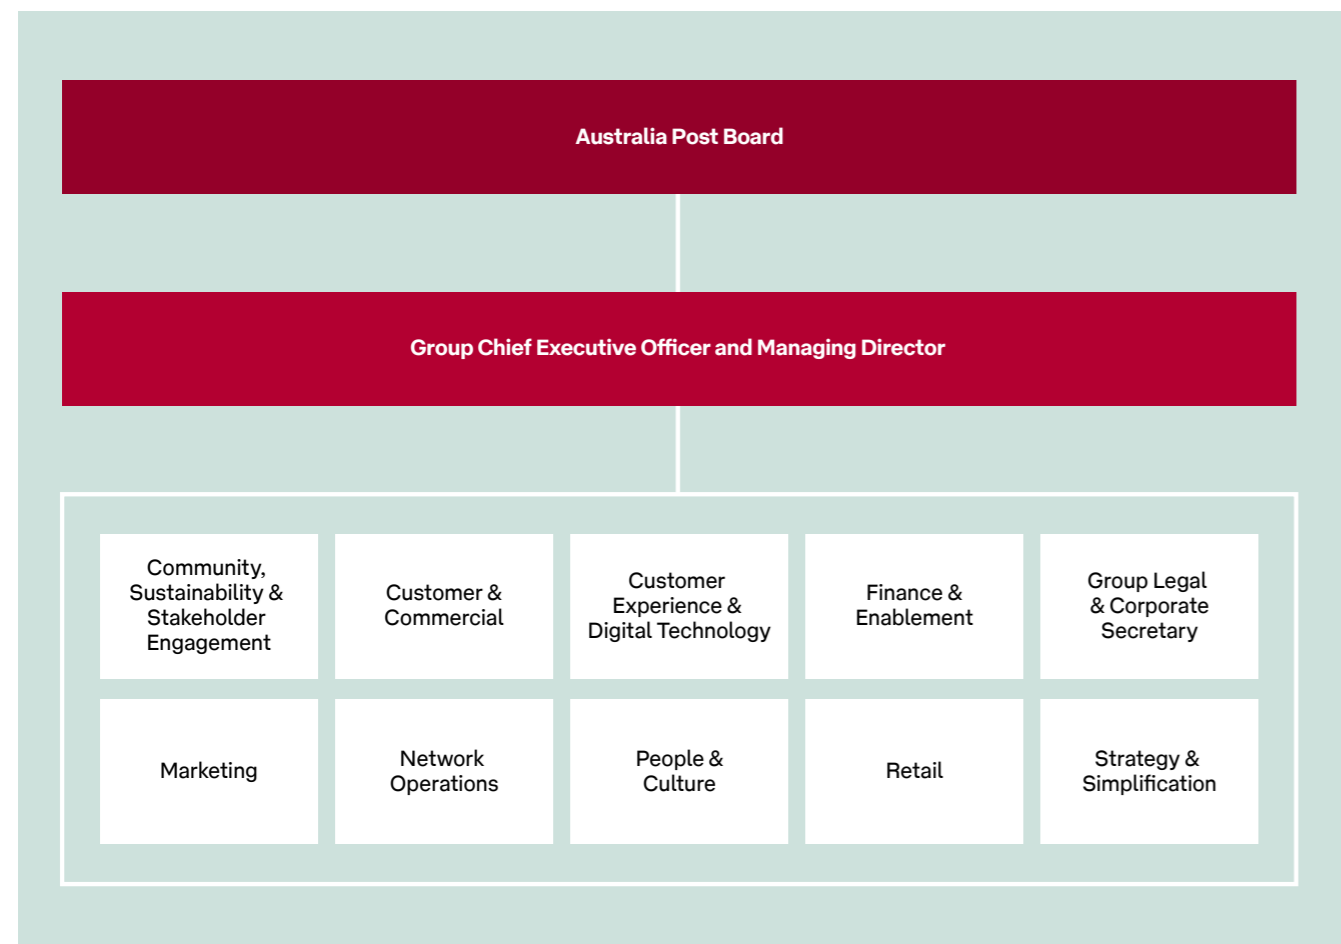 Australia Post Board
Group Chief Executive Officer and Managing Director
Community,
Sustainability &
Stakeholder
Engagement
Customer &
Commercial
Customer
Experience &
Digital Technology
Finance &
Enablement
Group Legal
& Corporate
Secretary
Marketing
Network
Operations
People &
Culture
Retail
Strategy &
Simplification